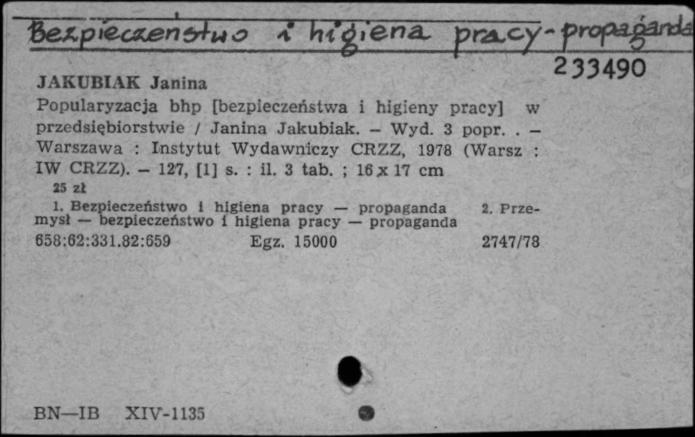 Bezpieczeństwo i higiena pracy - propaganda
233490
JAKUBIAK Janina
Popularyzacja bhp [bezpieczeństwa i higieny pracy] w
przedsiębiorstwie / Janina Jakubiak. — Wyd. 3 popr. . —
Warszawa : Instytut Wydawniczy CRZZ, 1978 (Warsz :
IW CRZZ). — 127, [1] s. : il. 3 tab. ; 16 x 17 cm
25 zł
1. Bezpieczeństwo i higiena pracy — propaganda 2. Prze-
mysł — bezpieczeństwo i higiena pracy — propaganda
658:62:331.82:659 Egz. 15000 2747/78
BN—IB XIV-1135